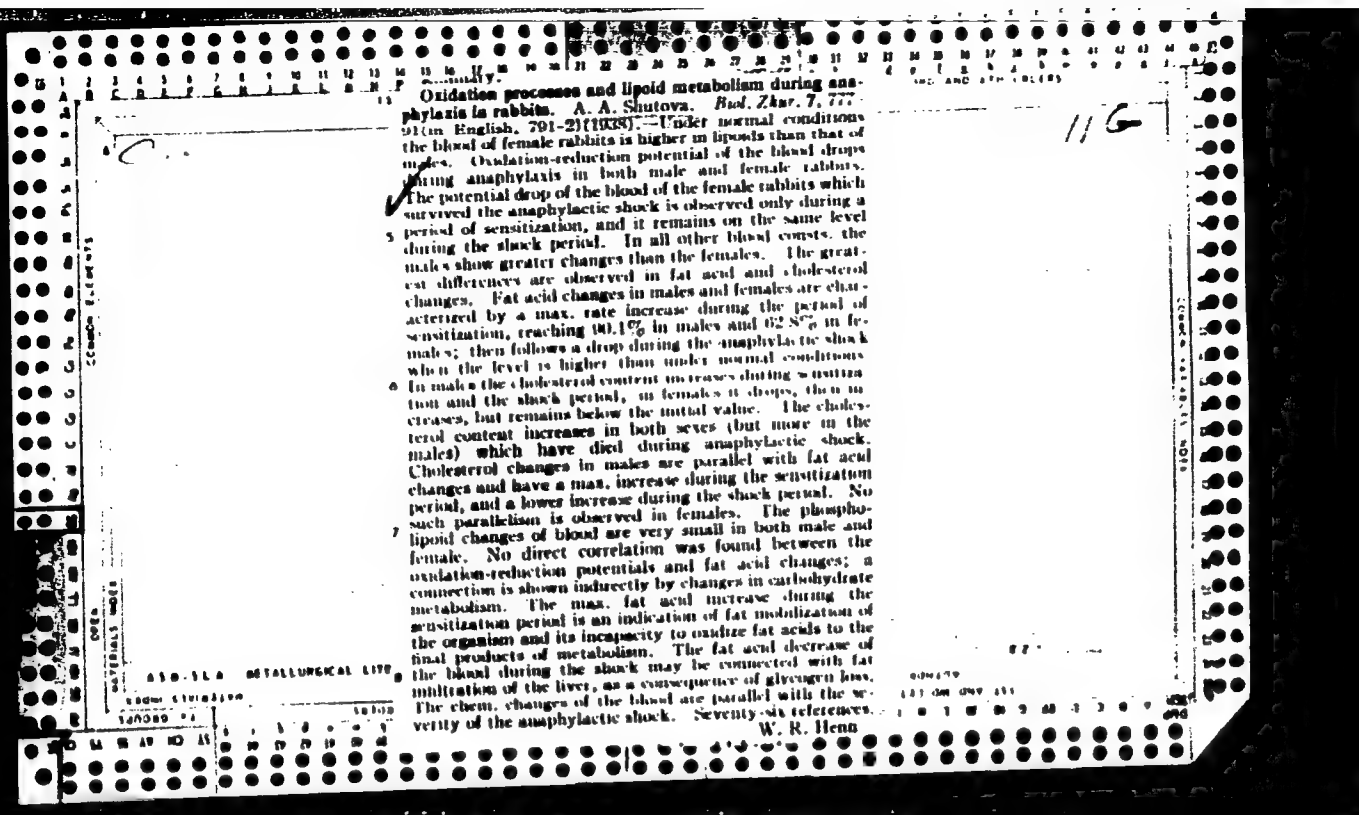 Oxidation processes and lipoid metabolism during ana-
phylaxia in rabbits. A. A. Shutova. Biol. Zhur. 7, 777-
91(in English, 791-2)(1938).—Under normal conditions
the blood of female rabbits is higher in lipoids than that of
males. Oxidation-reduction potential of the blood drops
during anaphylaxis in both male and female rabbits.
The potential drop of the blood of the female rabbits which
survived the anaphylactic shock is observed only during a
period of sensitization, and it remains on the same level
during the shock period. In all other blood consts. the
males show greater changes than the females. The great-
est differences are observed in fat acid and cholesterol
changes. Fat acid changes in males and females are char-
acterized by a max. rate increase during the period of
sensitization, reaching 90.1% in males and 62.8% in fe-
males; then follows a drop during the anaphylactic shock
when the level is higher than under normal conditions
In males the cholesterol content increases during sensitiza
tion and the shock period, in females it drops, then in
creases, but remains below the initial value. The choles-
terol content increases in both sexes (but more in the
males) which have died during anaphylactic shock.
Cholesterol changes in males are parallel with fat acid
changes and have a max. increase during the sensitization
period, and a lower increase during the shock period. No
such parallelism is observed in females. The phospho-
lipoid changes of blood are very small in both male and
female. No direct correlation was found between the
oxidation-reduction potentials and fat acid changes; a
connection is shown indirectly by changes in carbohydrate
metabolism. The max. fat acid increase during the
sensitization period is an indication of fat mobilization of
the organism and its incapacity to oxidize fat acids to the
final products of metabolism. The fat acid decrease of
the blood during the shock may be connected with fat
infiltration of the liver, as a consequence of glycogen loss.
The chem. changes of the blood are parallel with the se-
verity of the anaphylactic shock. Seventy-six references.
W. R. Henn
11 G
COMMON ELEMENTS
OPEN
MATERIALS INDEX
METALLURGICAL LITE